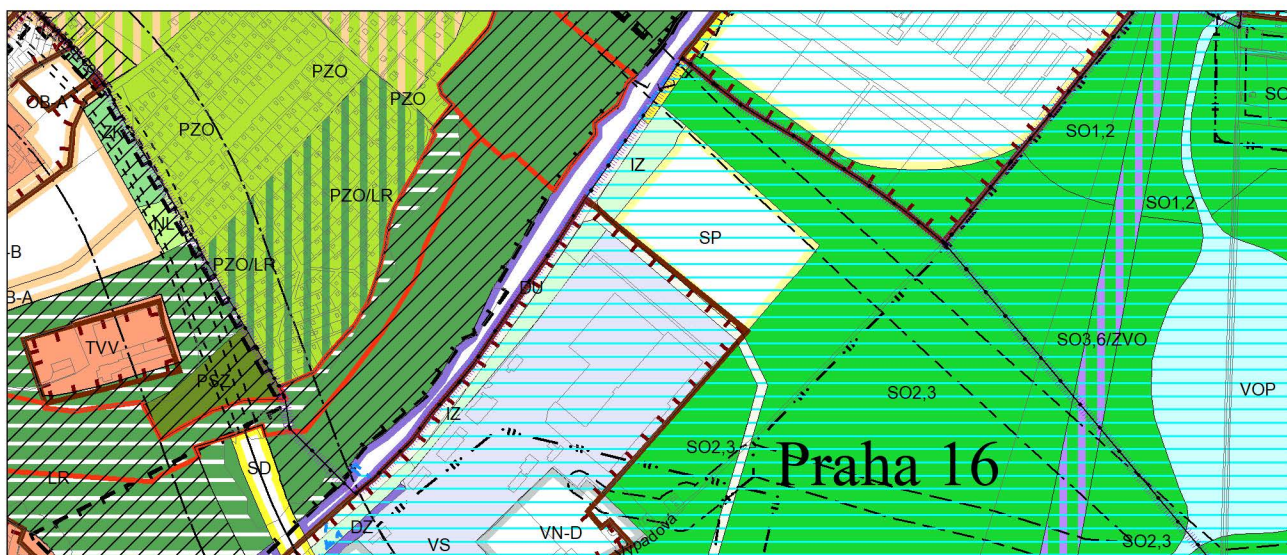 PZO
OB-A
PZO
PZO
SO1,2
ZK
IZ
PZO/LR
SO1,2
NL
SP
-B
PZO/LR
B-A
DU
TVV
SO3,6/ZVO
PSZ
SO2,3
VOP
IZ
SO2,3
Praha 16
SD
LR
DZ
VN-D
VS
SO2,3